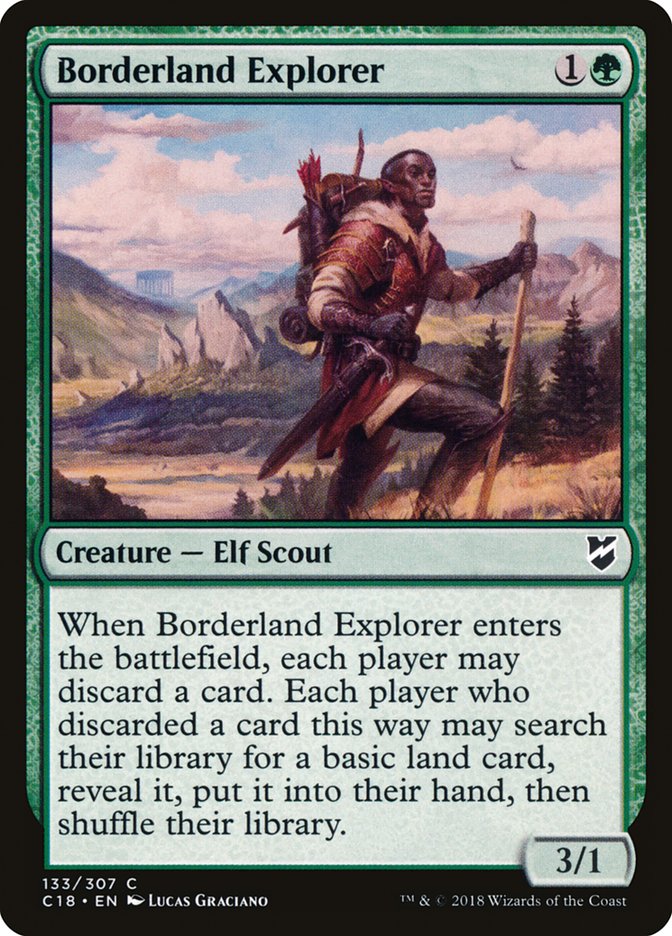 Borderland Explorer 1
Creature — Elf Scout
When Borderland Explorer enters
the battlefield, each player may
discard a card. Each player who
discarded a card this way may search
their library for a basic land card,
reveal it, put it into their hand, then
shuffle their library.
3/1
133/307 C
C18 • EN Lucas Graciano
™ & © 2018 Wizards of the Coast